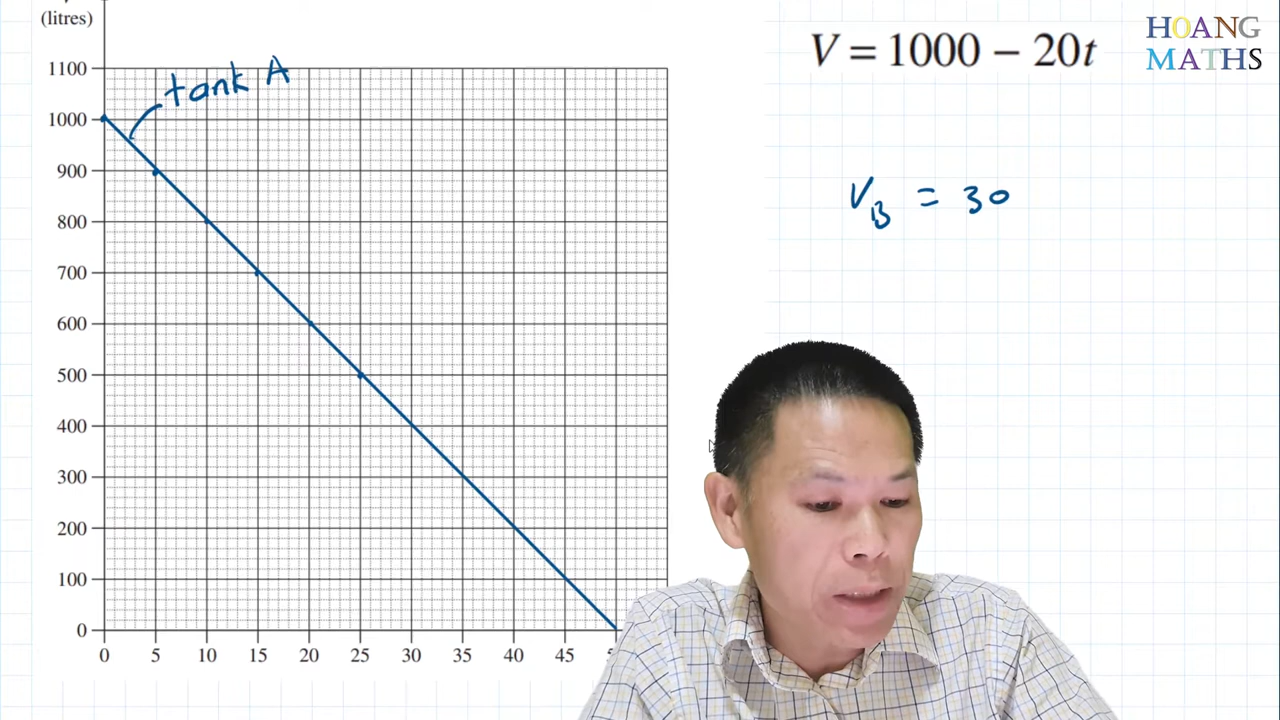 (litres)
V = 1000 − 20t
HOANG
MATHS
1100
tank A
1000
900
V_B = 30
800
700
600
500
400
300
200
100
0
0 5 10 15 20 25 30 35 40 45